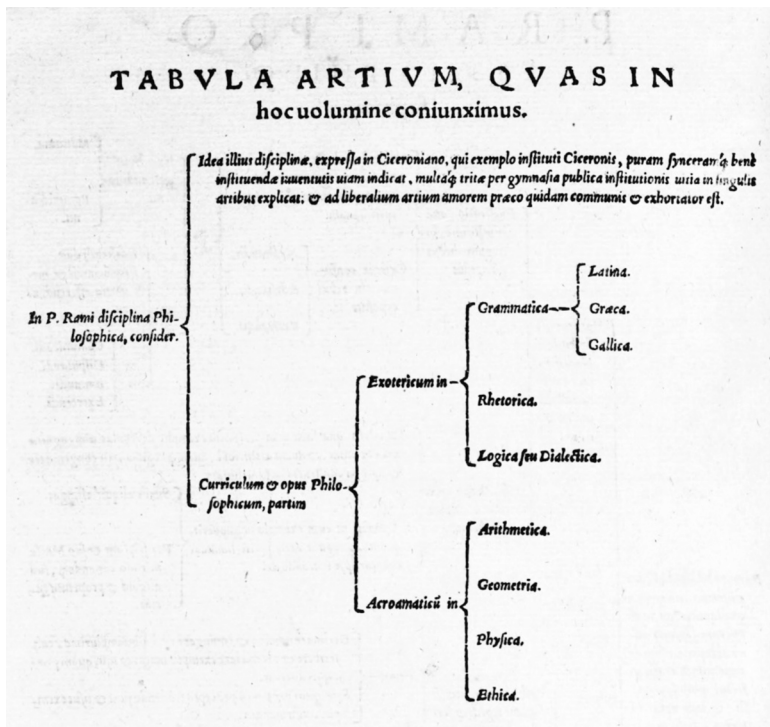 TABVLA ARTIVM, QVAS IN
hoc uolumine coniunximus.
Idea illius disciplinæ, expressa in Ciceroniano, qui exemplo instituti Ciceronis, puram synceramq́; benè
instituendæ iuuentutis uiam indicat, multaq́; tritæ per gymnasia publica institutionis uitia in singulis
artibus explicat: & ad liberalium artium amorem præco quidam communis & exhortator est.
In P. Rami disciplina Phi-
losophica, consider.
Curriculum & opus Philo-
sophicum, partim
Exotericum in
Grammatica
Latina.
Græca.
Gallica.
Rhetorica.
Logica seu Dialectica.
Acroamaticũ in
Arithmetica.
Geometria.
Physica.
Ethica.